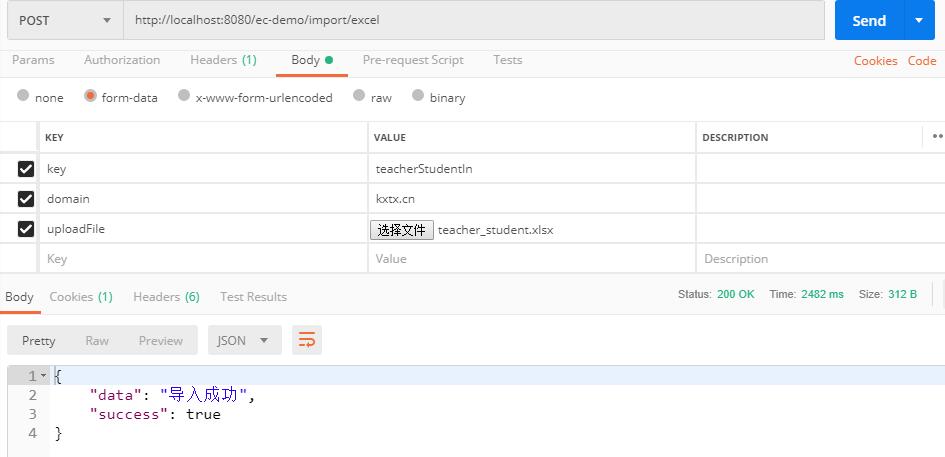 POST http://localhost:8080/ec-demo/import/excel Send
Params Authorization Headers (1) Body Pre-request Script Tests Cookies Code
none form-data x-www-form-urlencoded raw binary
KEY VALUE DESCRIPTION
key teacherStudentIn
domain kxtx.cn
uploadFile 选择文件 teacher_student.xlsx
Key Value Description
Body Cookies (1) Headers (6) Test Results Status: 200 OK Time: 2482 ms Size: 312 B
Pretty Raw Preview JSON
1 {
2 "data": "导入成功",
3 "success": true
4 }